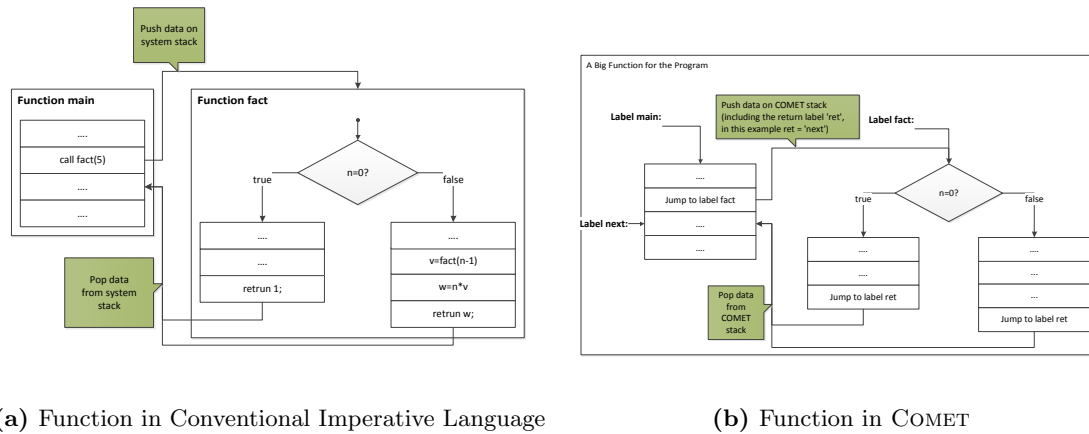 Push data on
system stack
Function main
....
call fact(5)
....
....
Function fact
n=0?
true
false
....
....
retrun 1;
....
v=fact(n-1)
w=n*v
retrun w;
Pop data
from system
stack
(a) Function in Conventional Imperative Language
A Big Function for the Program
Label main:
Push data on COMET stack
(including the return label 'ret',
in this example ret = 'next')
Label fact:
....
Jump to label fact
Label next:
....
....
n=0?
true
false
....
....
Jump to label ret
....
...
...
Jump to label ret
Pop data
from
COMET
stack
(b) Function in COMET